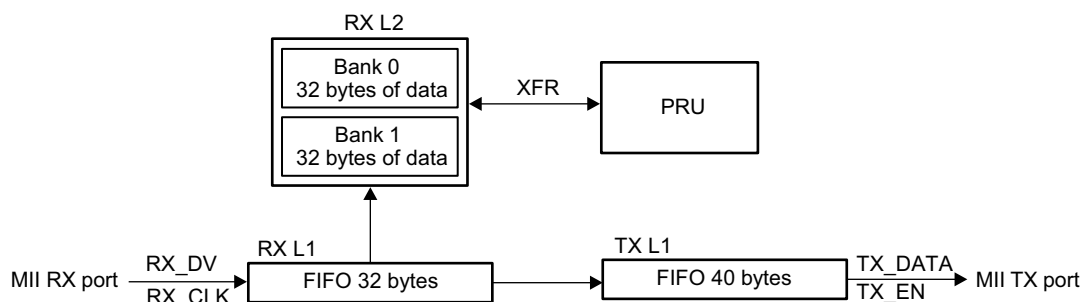 RX L2
Bank 0
32 bytes of data
XFR
PRU
Bank 1
32 bytes of data
RX L1
TX L1
MII RX port
RX_DV
RX_CLK
FIFO 32 bytes
FIFO 40 bytes
TX_DATA
TX_EN
MII TX port